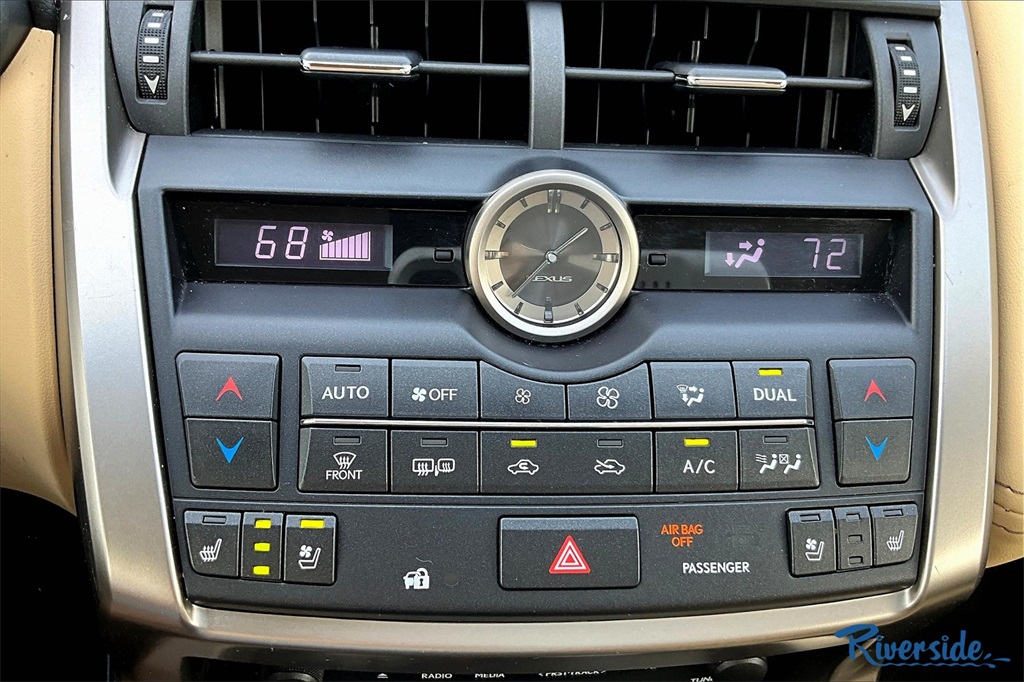 68
72
LEXUS
AUTO
OFF
DUAL
FRONT
A/C
AIR BAG
OFF
PASSENGER
RADIO
MEDIA
Riverside